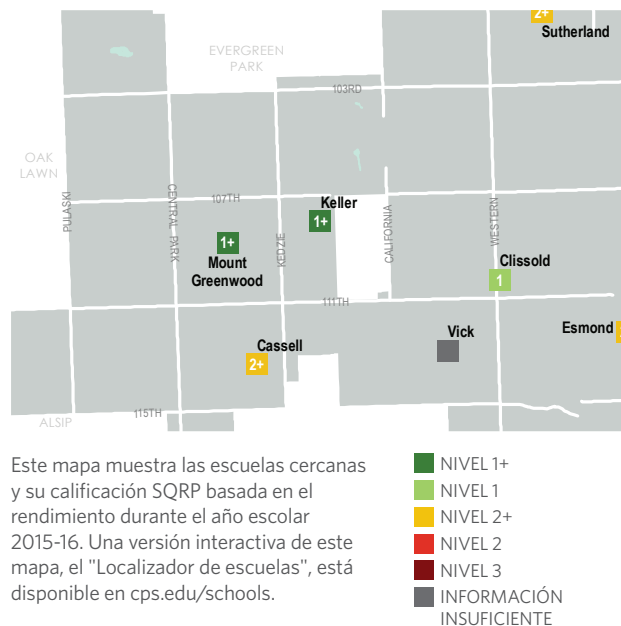 2+
Sutherland
EVERGREEN
PARK
103RD
OAK
LAWN
PULASKI
CENTRAL PARK
107TH
KEDZIE
Keller
1+
CALIFORNIA
WESTERN
1+
Mount
Greenwood
Clissold
1
111TH
Cassell
2+
Vick
Esmond
ALSIP
115TH
Este mapa muestra las escuelas cercanas
y su calificación SQRP basada en el
rendimiento durante el año escolar
2015-16. Una versión interactiva de este
mapa, el "Localizador de escuelas", está
disponible en cps.edu/schools.
NIVEL 1+
NIVEL 1
NIVEL 2+
NIVEL 2
NIVEL 3
INFORMACIÓN
INSUFICIENTE